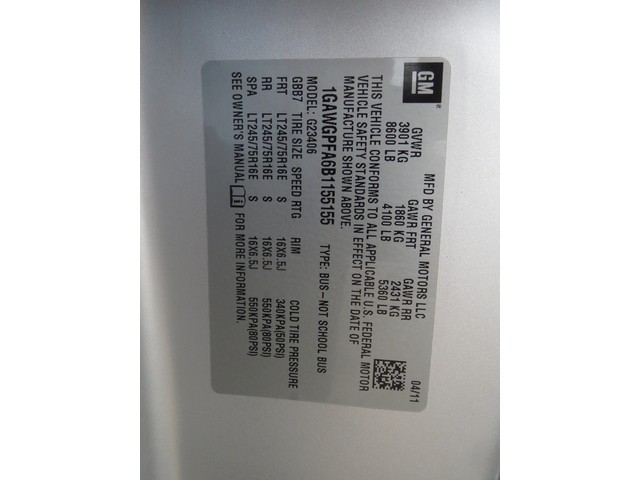 GM ® MFD BY GENERAL MOTORS LLC 04/11
GVWR GAWR FRT GAWR RR
3901 KG 1860 KG 2431 KG
8600 LB 4100 LB 5360 LB
THIS VEHICLE CONFORMS TO ALL APPLICABLE U.S. FEDERAL MOTOR
VEHICLE SAFETY STANDARDS IN EFFECT ON THE DATE OF
MANUFACTURE SHOWN ABOVE.
1GAWGPFA6B1155155 TYPE: BUS–NOT SCHOOL BUS
MODEL: G23406
GBB7 TIRE SIZE SPEED RTG RIM COLD TIRE PRESSURE
FRT LT245/75R16E S 16X6.5J 340KPA(50PSI)
RR LT245/75R16E S 16X6.5J 550KPA(80PSI)
SPA LT245/75R16E S 16X6.5J 550KPA(80PSI)
SEE OWNER'S MANUAL i FOR MORE INFORMATION.